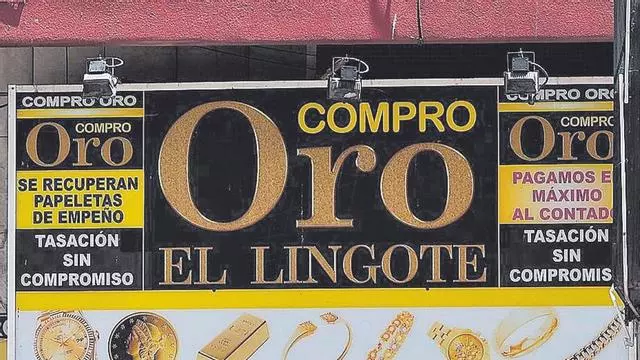 COMPRO ORO
COMPRO
Oro
SE RECUPERAN
PAPELETAS
DE EMPEÑO
TASACIÓN
SIN
COMPROMISO
COMPRO
Oro
EL LINGOTE
COMPRO ORO
COMPRO
Oro
PAGAMOS E
MÁXIMO
AL CONTADO
TASACIÓN
SIN
COMPROMIS